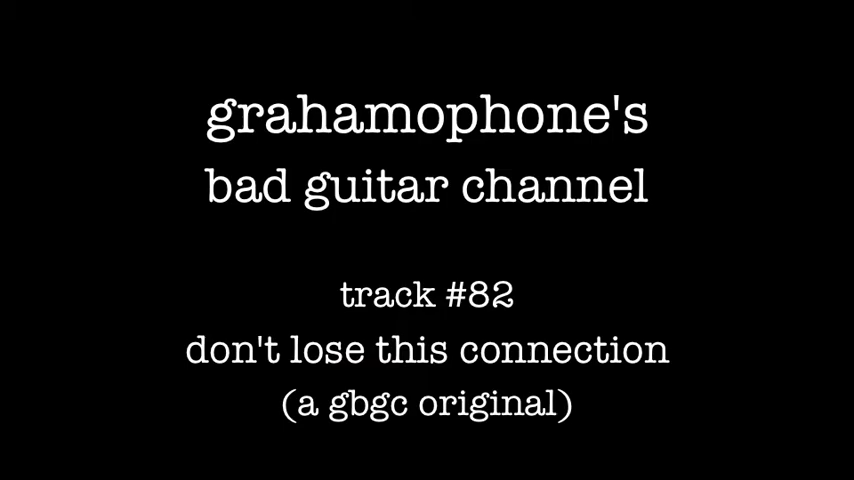 grahamophone's
bad guitar channel
track #82
don't lose this connection
(a gbgc original)